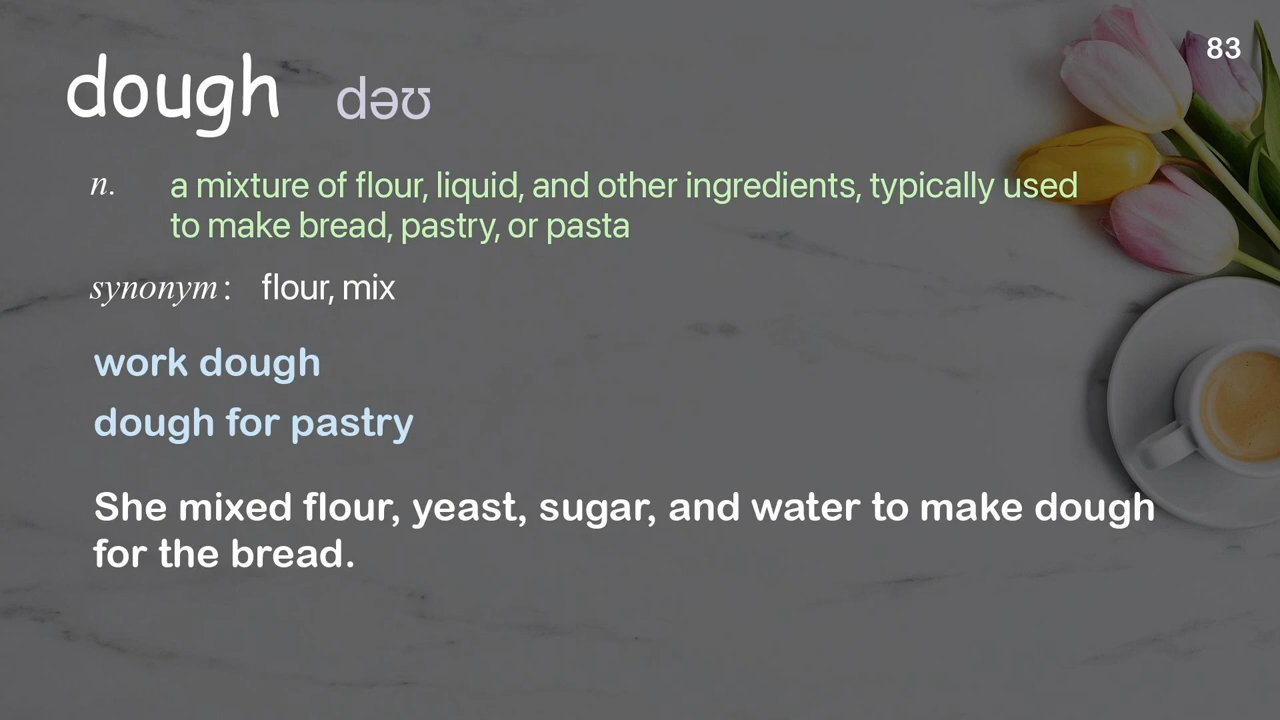 83
dough dəʊ
n. a mixture of flour, liquid, and other ingredients, typically used
to make bread, pastry, or pasta
synonym: flour, mix
work dough
dough for pastry
She mixed flour, yeast, sugar, and water to make dough
for the bread.